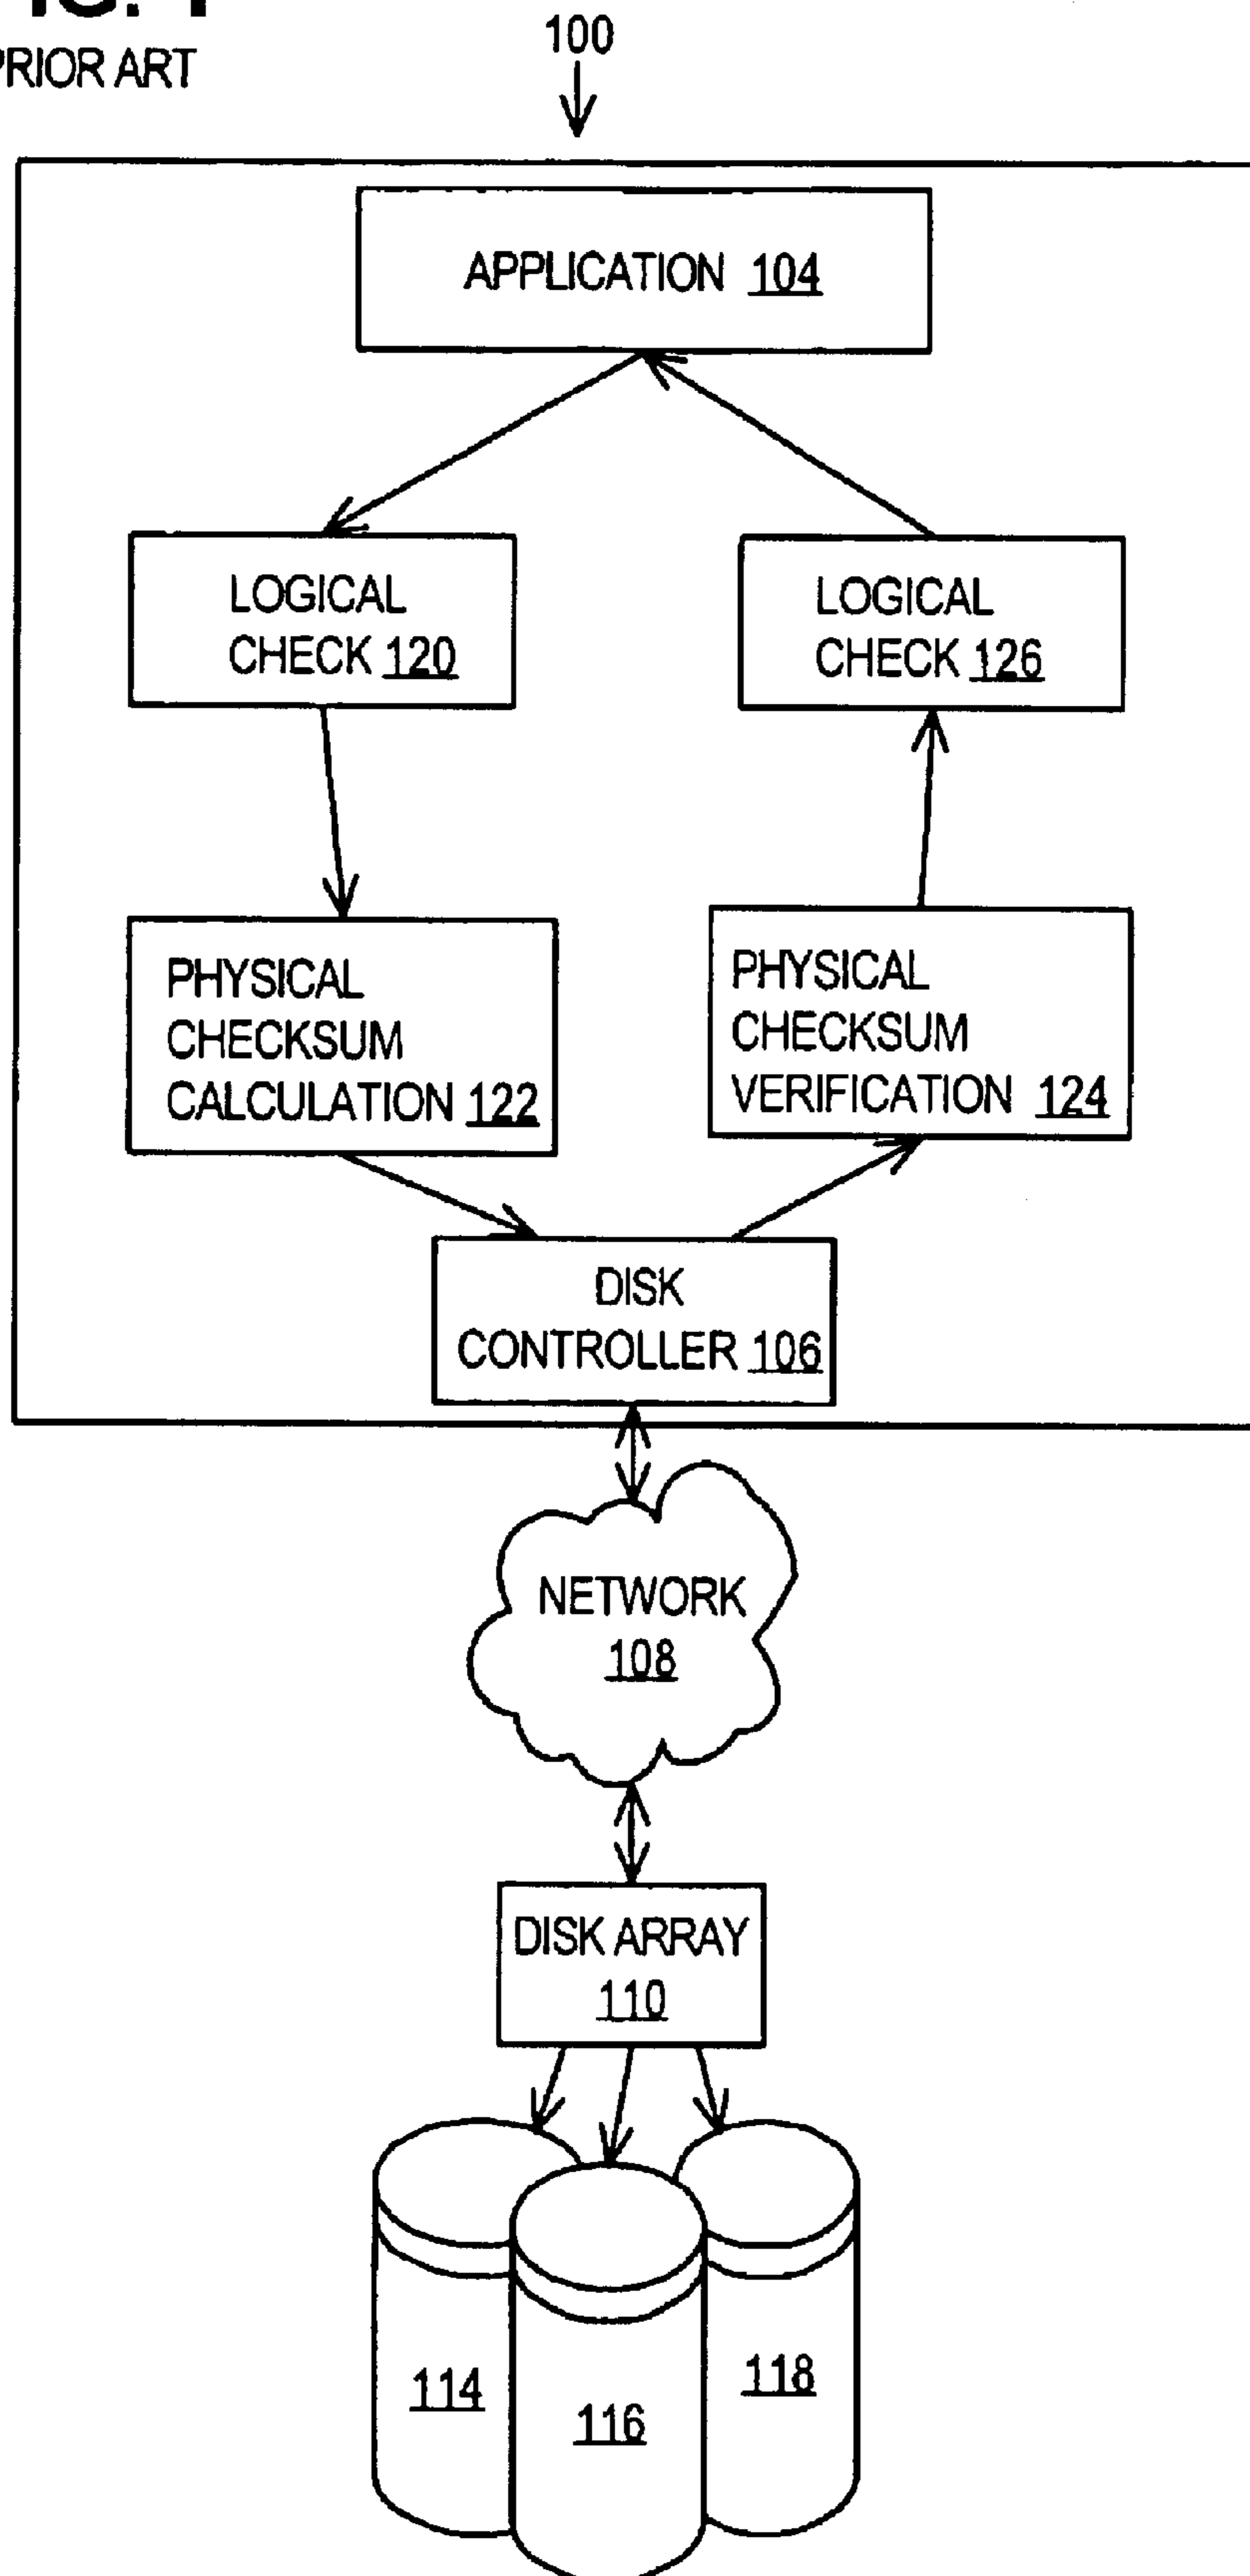 PRIOR ART
100
APPLICATION 104
LOGICAL
CHECK 120
LOGICAL
CHECK 126
PHYSICAL
CHECKSUM
CALCULATION 122
PHYSICAL
CHECKSUM
VERIFICATION 124
DISK
CONTROLLER 106
NETWORK
108
DISK ARRAY
110
114
116
118